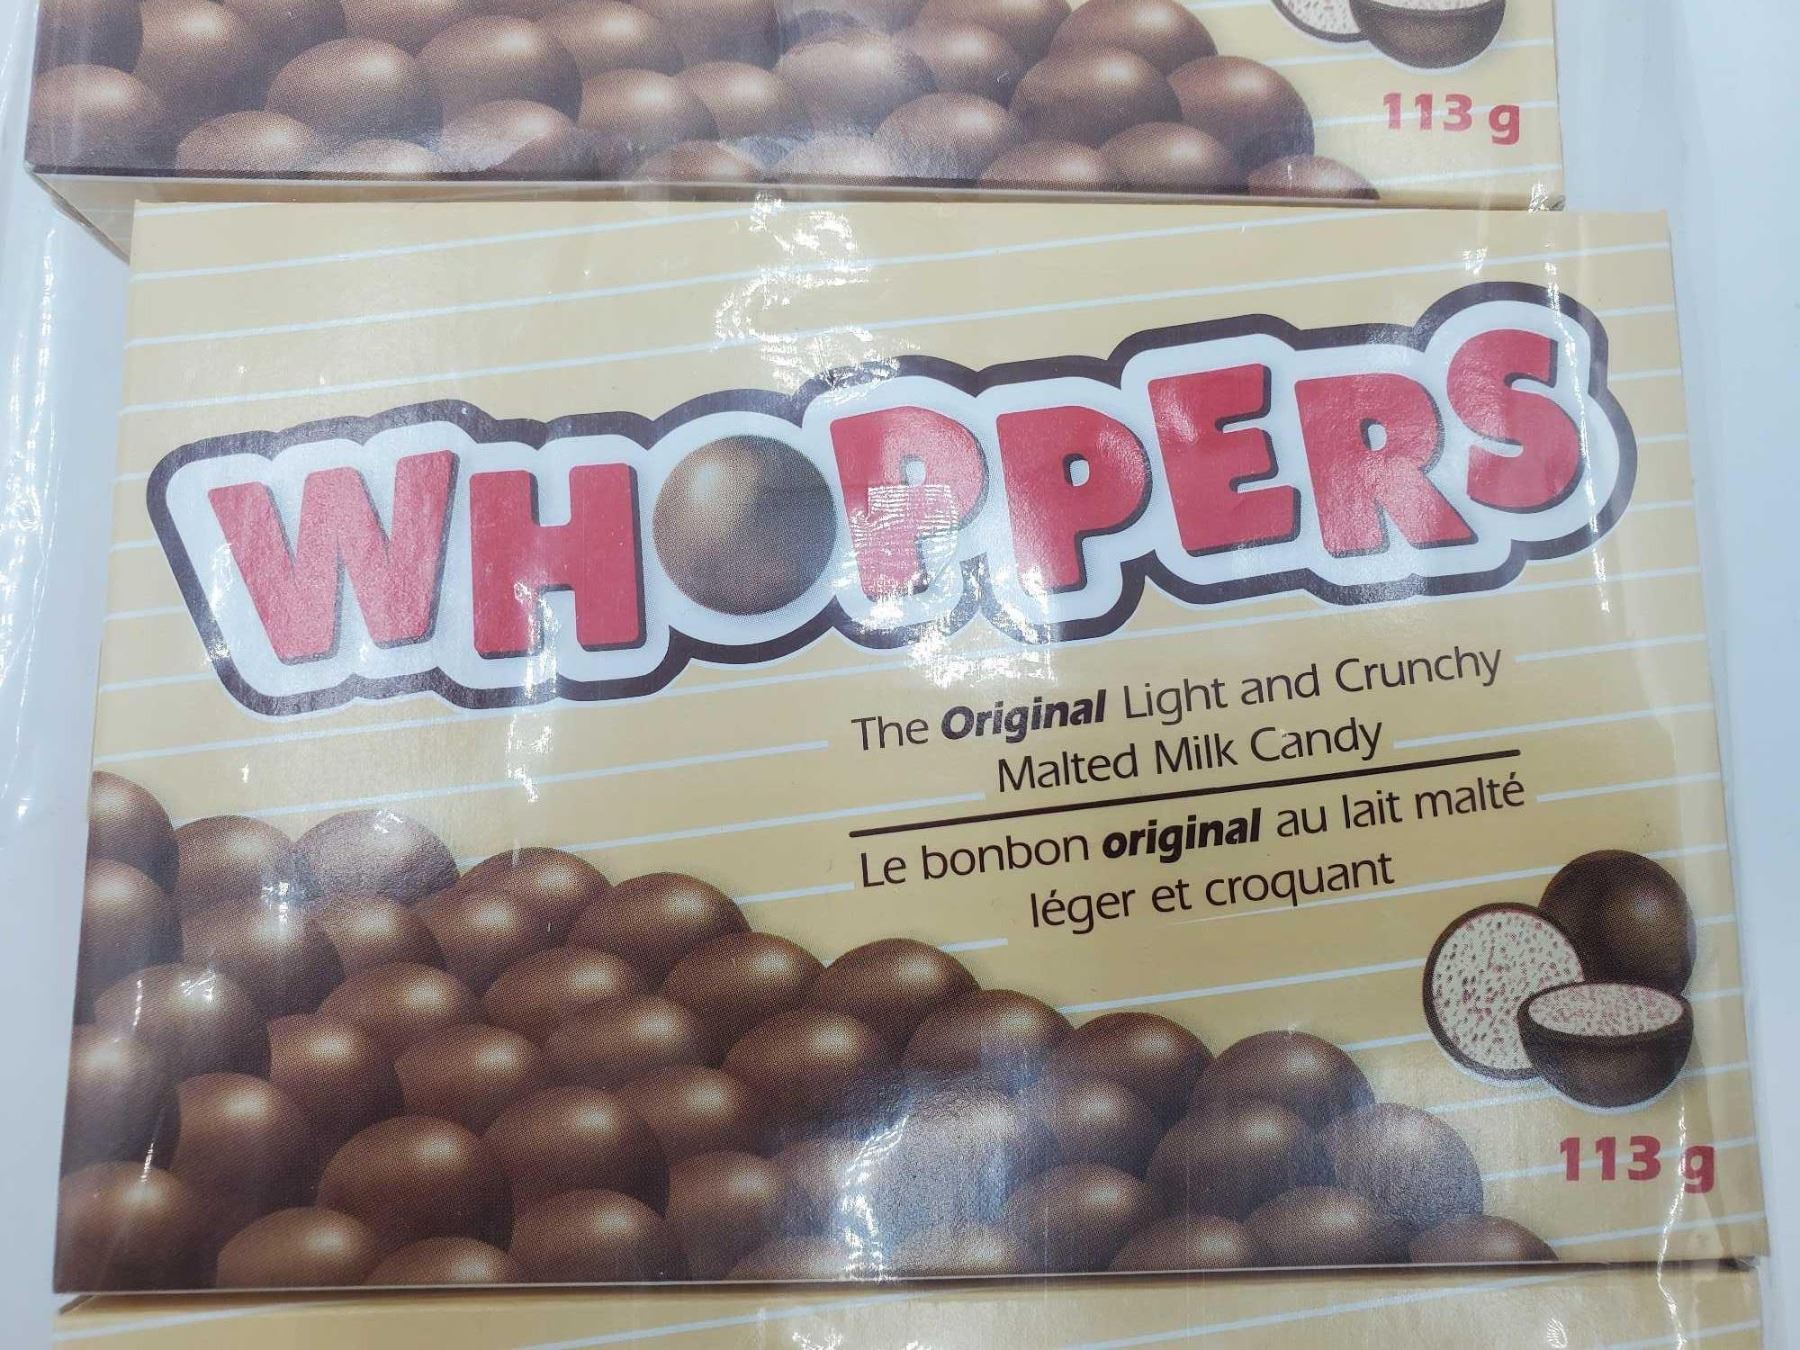 113 g
WHOPPERS
The Original Light and Crunchy
Malted Milk Candy
Le bonbon original au lait malté
léger et croquant
113 g